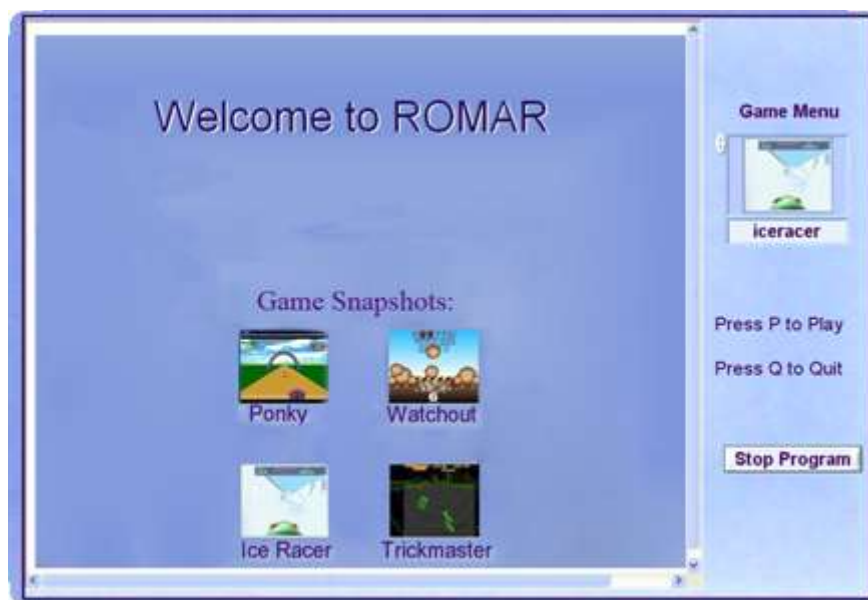 Welcome to ROMAR
Game Menu
iceracer
Game Snapshots:
Press P to Play
Press Q to Quit
Ponky
Watchout
Stop Program
Ice Racer
Trickmaster